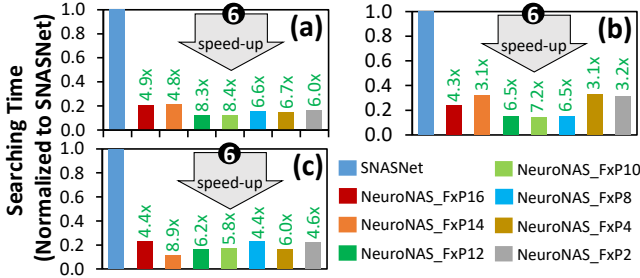 Searching Time
(Normalized to SNASNet)
1.0
0.8
0.6
0.4
0.2
0.0
6
speed-up
(a)
4.9x
4.8x
8.3x
8.4x
6.6x
6.7x
6.0x
1.0
0.8
0.6
0.4
0.2
0.0
6
speed-up
(b)
4.3x
3.1x
6.5x
7.2x
6.5x
3.1x
3.2x
1.0
0.8
0.6
0.4
0.2
0.0
6
speed-up
(c)
4.4x
8.9x
6.2x
5.8x
4.4x
6.0x
4.6x
SNASNet
NeuroNAS_FxP16
NeuroNAS_FxP14
NeuroNAS_FxP12
NeuroNAS_FxP10
NeuroNAS_FxP8
NeuroNAS_FxP4
NeuroNAS_FxP2